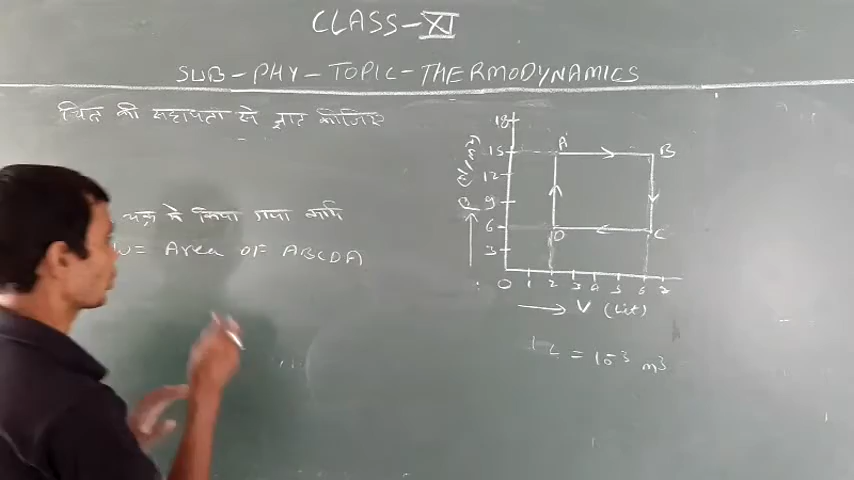 CLASS-XI
SUB-PHY-TOPIC-THERMODYNAMICS
चित्र की सहायता से ज्ञात कीजिए
चक्र में किया गया कार्य
W= Area OF ABCDA
18
15
12
9
6
3
A
B
D
C
P
0 1 2 3 4 5 6 7
V (Lit)
1 L = 10-3 m3